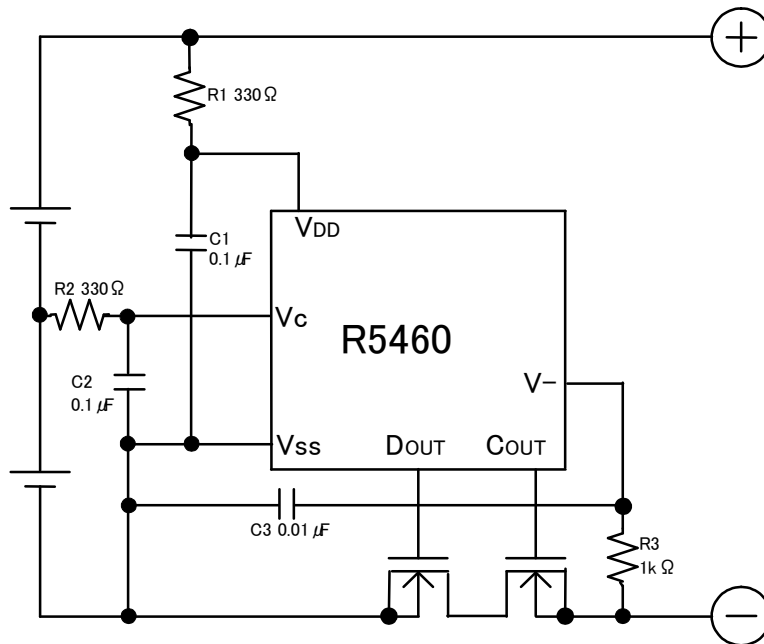 +
R1 330Ω
VDD
C1
0.1 μF
R2 330Ω
Vc
R5460
C2
0.1 μF
V-
Vss
DOUT
COUT
C3 0.01 μF
R3
1k Ω
−